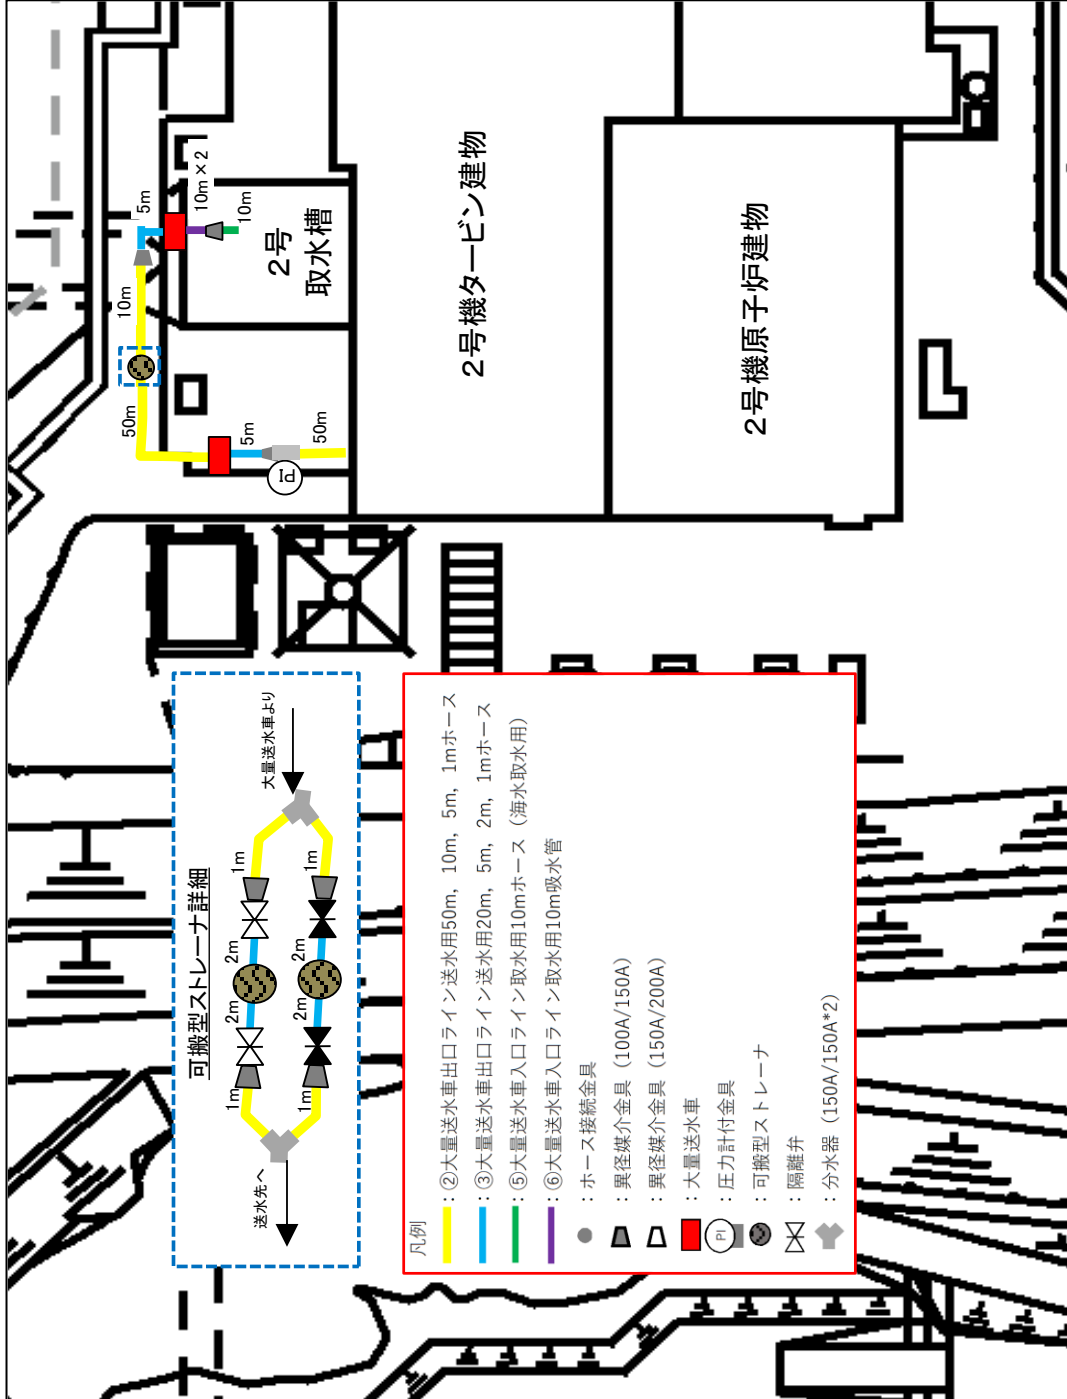 5m
10m×2
10m
10m
50m
5m
50m
PI
2号
取水槽
2号機タービン建物
2号機原子炉建物
可搬型ストレーナ詳細
大量送水車より
1m
1m
2m
2m
2m
2m
1m
1m
送水先へ
凡例
：②大量送水車出口ライン送水用50m，10m，5m，1mホース
：③大量送水車出口ライン送水用20m，5m，2m，1mホース
：⑤大量送水車入口ライン取水用10mホース（海水取水用）
：⑥大量送水車入口ライン取水用10m吸水管
：ホース接続金具
：異径媒介金具（100A/150A）
：異径媒介金具（150A/200A）
：大量送水車
PI：圧力計付金具
：可搬型ストレーナ
：隔離弁
：分水器（150A/150A*2）